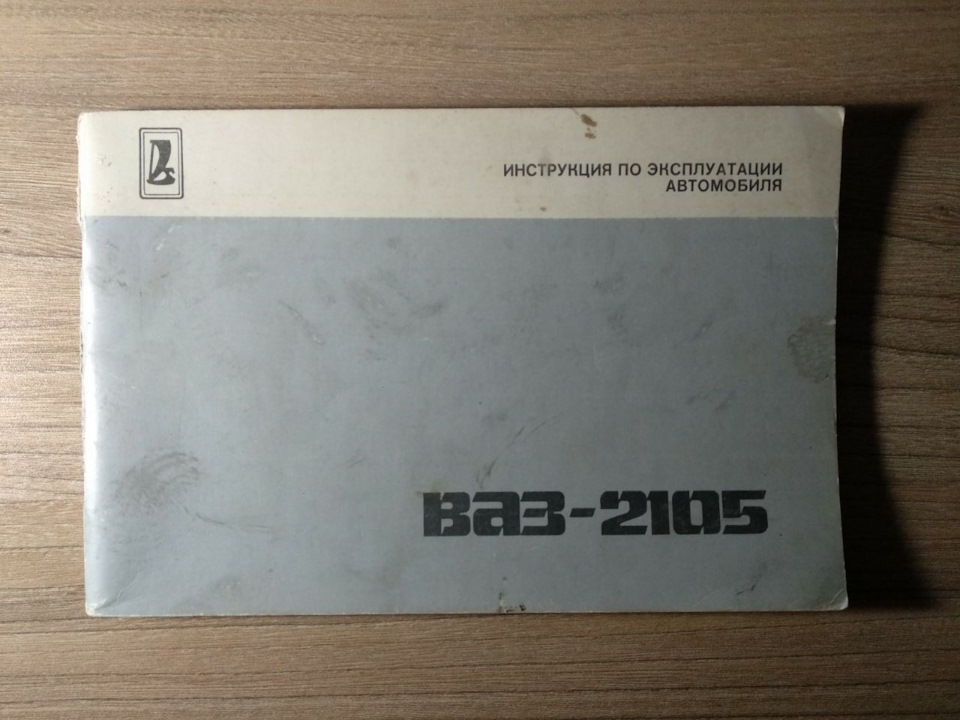 ИНСТРУКЦИЯ ПО ЭКСПЛУАТАЦИИ
АВТОМОБИЛЯ
ВАЗ-2105